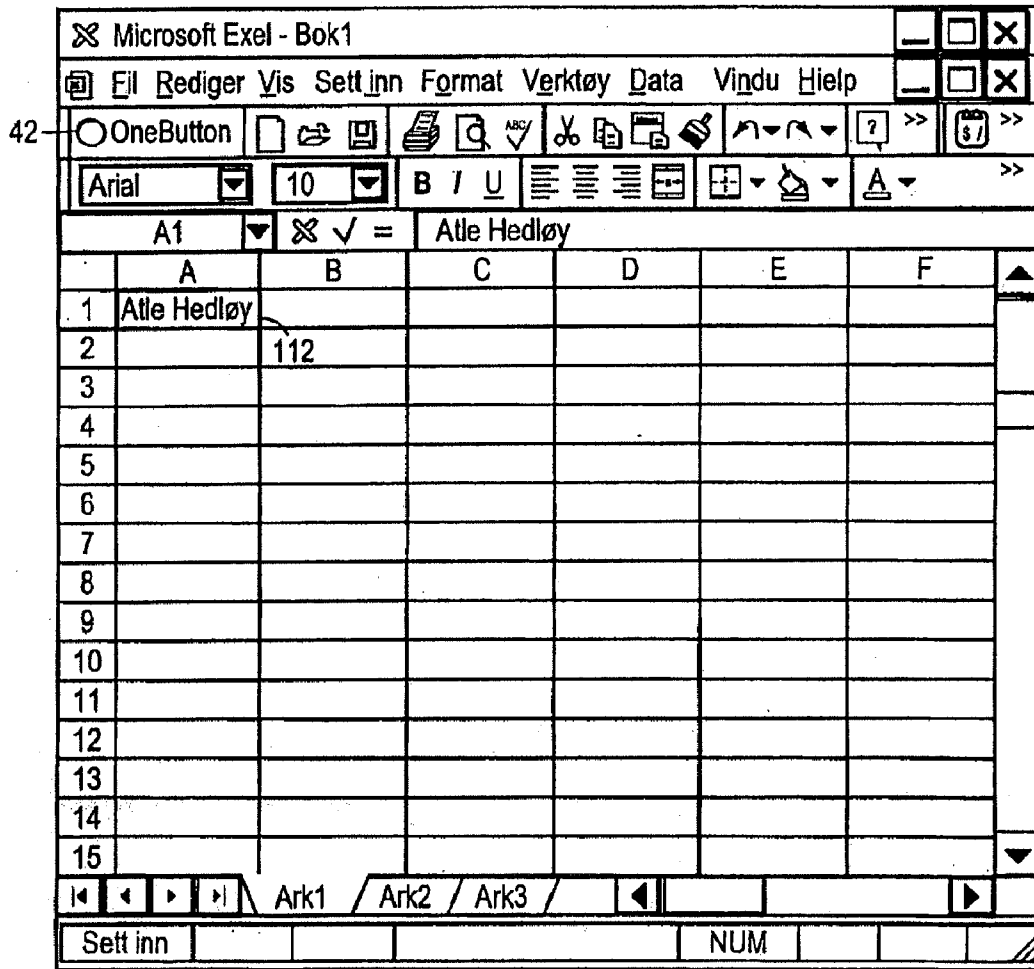 Microsoft Exel - Bok1
Fil Rediger Vis Sett inn Format Verktøy Data Vindu Hielp
42 OneButton ABC ? >> $ / >>
Arial 10 B I U A >>
A1 = Atle Hedløy
A B C D E F
1 Atle Hedløy
2 112
3
4
5
6
7
8
9
10
11
12
13
14
15
Ark1 Ark2 Ark3
Sett inn NUM